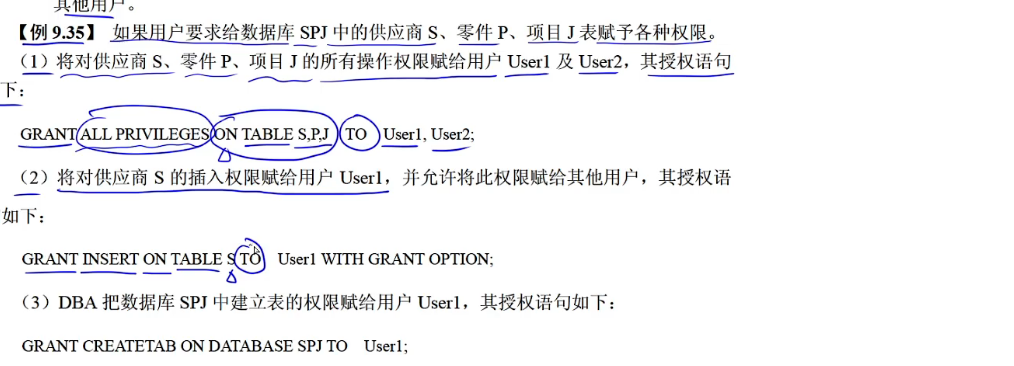 其他用户。
【例 9.35】 如果用户要求给数据库 SPJ 中的供应商 S、零件 P、项目 J 表赋予各种权限。
（1）将对供应商 S、零件 P、项目 J 的所有操作权限赋给用户 User1 及 User2，其授权语句
下：
GRANT ALL PRIVILEGES ON TABLE S,P,J TO User1, User2;
（2）将对供应商 S 的插入权限赋给用户 User1，并允许将此权限赋给其他用户，其授权语
如下：
GRANT INSERT ON TABLE S TO User1 WITH GRANT OPTION;
（3）DBA 把数据库 SPJ 中建立表的权限赋给用户 User1，其授权语句如下：
GRANT CREATETAB ON DATABASE SPJ TO User1;